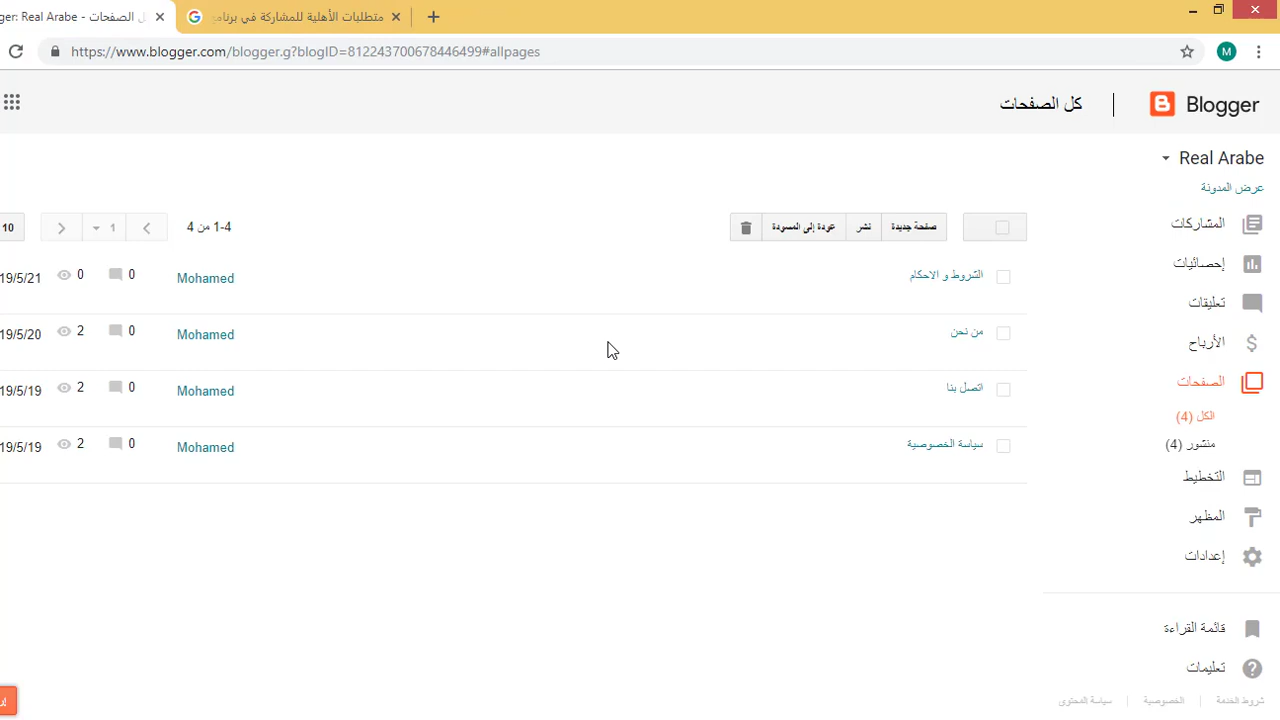 ger: Real Arabe - كل الصفحات
متطلبات الأهلية للمشاركة في برنامج
https://www.blogger.com/blogger.g?blogID=812243700678446499#allpages
M
Blogger
كل الصفحات
Real Arabe
عرض المدونة
المشاركات
إحصائيات
تعليقات
الأرباح
الصفحات
الكل (4)
منشور (4)
التخطيط
المظهر
إعدادات
قائمة القراءة
تعليمات
شروط الخدمة
الخصوصية
سياسة المحتوى
صفحة جديدة
نشر
عودة إلى المسودة
1-4 من 4
1
10
الشروط و الاحكام
Mohamed
0
0
19/5/21
من نحن
Mohamed
0
2
19/5/20
اتصل بنا
Mohamed
0
2
19/5/19
سياسة الخصوصية
Mohamed
0
2
19/5/19